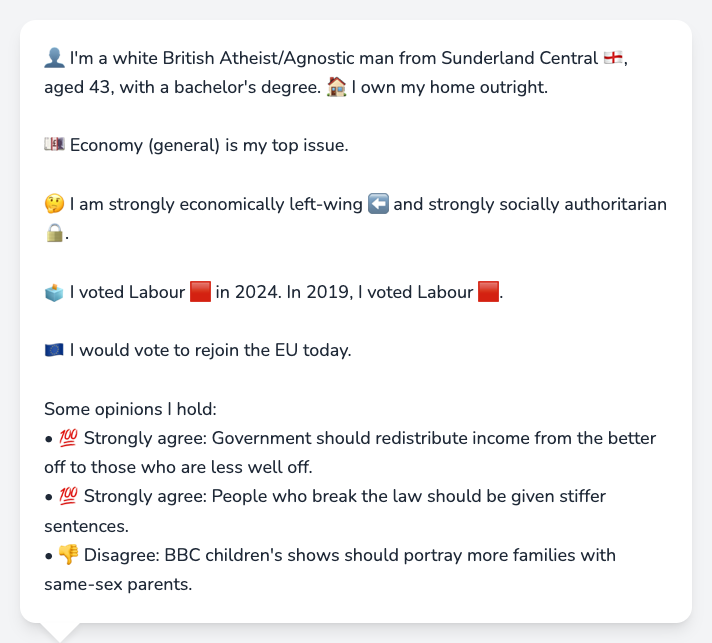 👤 I'm a white British Atheist/Agnostic man from Sunderland Central 🏴󠁧󠁢󠁥󠁮󠁧󠁿,
aged 43, with a bachelor's degree. 🏠 I own my home outright.
💷 Economy (general) is my top issue.
🤔 I am strongly economically left-wing ⬅️ and strongly socially authoritarian
🔒.
🗳️ I voted Labour 🟥 in 2024. In 2019, I voted Labour 🟥.
🇪🇺 I would vote to rejoin the EU today.
Some opinions I hold:
• 💯 Strongly agree: Government should redistribute income from the better
off to those who are less well off.
• 💯 Strongly agree: People who break the law should be given stiffer
sentences.
• 👎 Disagree: BBC children's shows should portray more families with
same-sex parents.